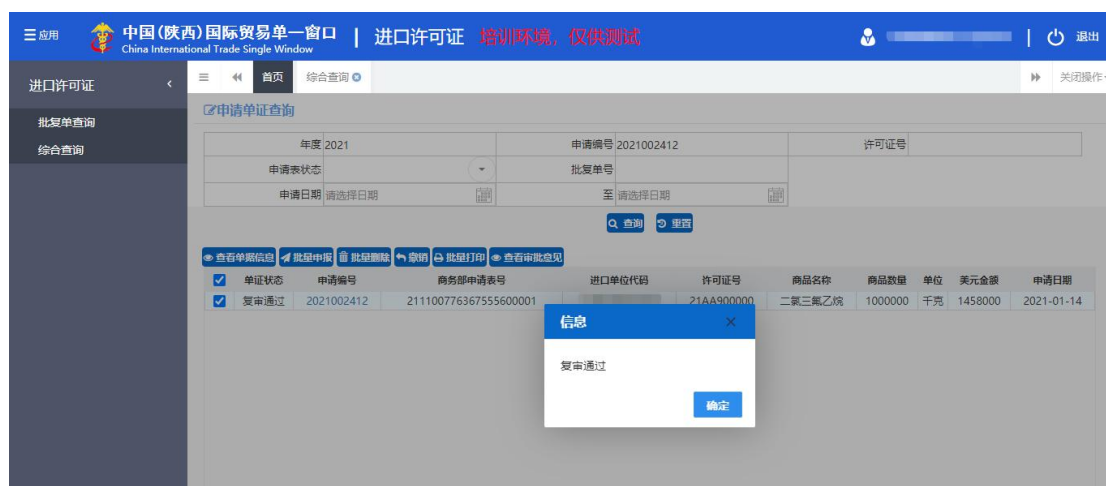 应用 中国(陕西)国际贸易单一窗口 | 进口许可证 培训环境，仅供测试 | 退出
China International Trade Single Window
进口许可证 首页 综合查询 关闭操作
批复单查询
综合查询
申请单证查询
年度 2021 申请编号 2021002412 许可证号
申请表状态 批复单号
申请日期 请选择日期 至 请选择日期
查询 重置
查看单据信息 批量申报 批量删除 撤销 批量打印 查看审批意见
单证状态 申请编号 商务部申请表号 进口单位代码 许可证号 商品名称 商品数量 单位 美元金额 申请日期
复审通过 2021002412 211100776367555600001 21AA900000 二氯三氟乙烷 1000000 千克 1458000 2021-01-14
信息
复审通过
确定